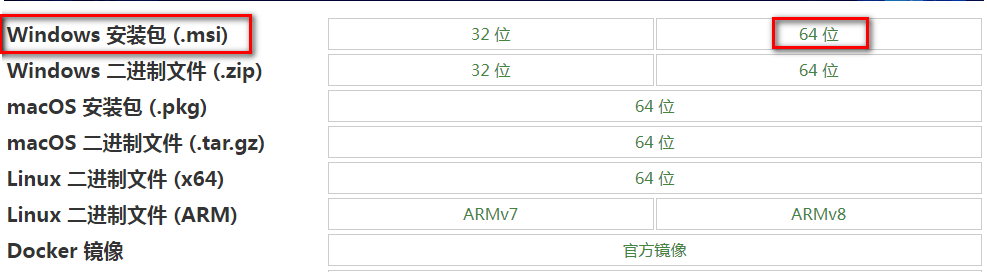 Windows 安装包 (.msi) 32 位 64 位
Windows 二进制文件 (.zip) 32 位 64 位
macOS 安装包 (.pkg) 64 位
macOS 二进制文件 (.tar.gz) 64 位
Linux 二进制文件 (x64) 64 位
Linux 二进制文件 (ARM) ARMv7 ARMv8
Docker 镜像 官方镜像